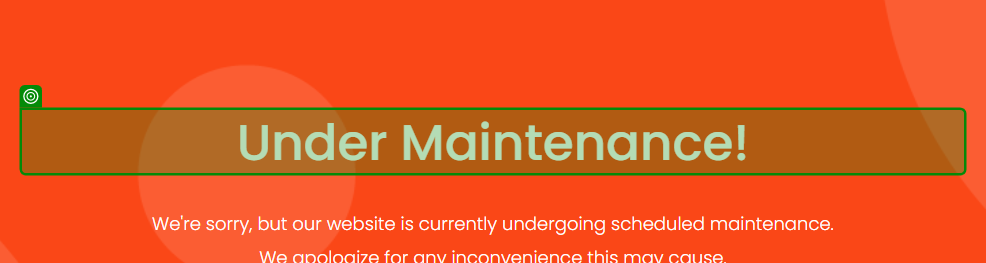 Under Maintenance!
We're sorry, but our website is currently undergoing scheduled maintenance.
We apologize for any inconvenience this may cause.